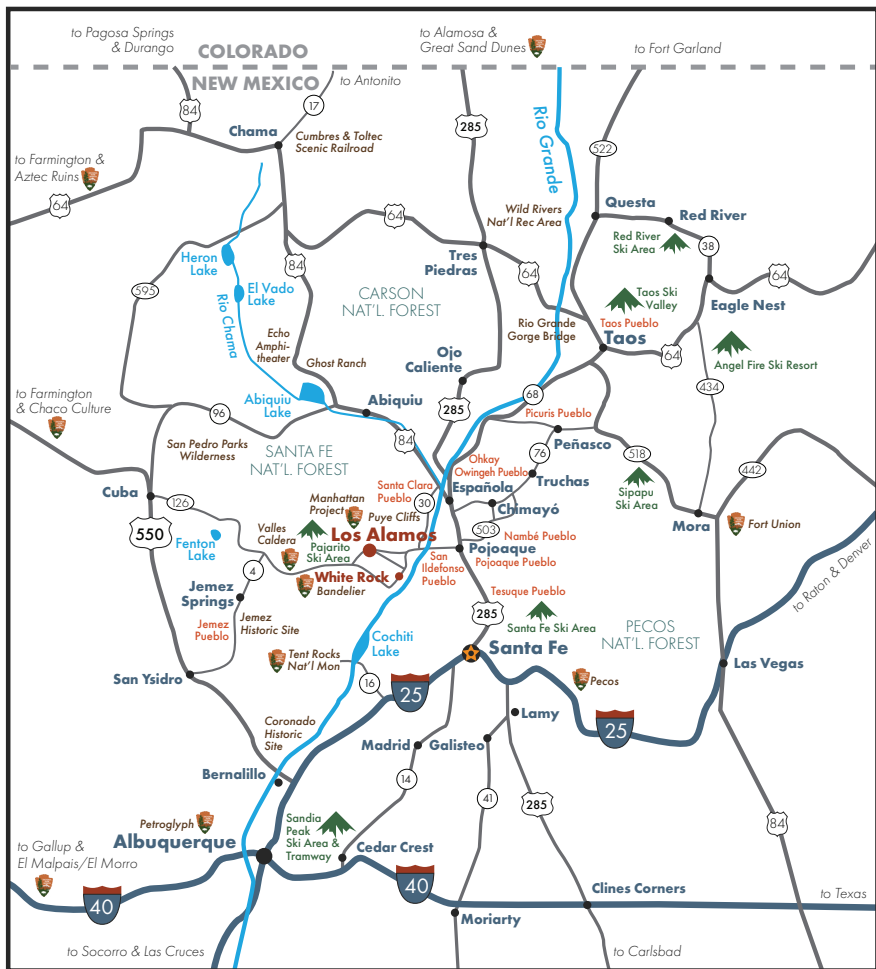 to Pagosa Springs
& Durango
to Alamosa &
Great Sand Dunes
to Fort Garland
COLORADO
NEW MEXICO
to Antonito
84
17
285
Rio Grande
522
Chama
Cumbres & Toltec
Scenic Railroad
to Farmington &
Aztec Ruins
64
64
Wild Rivers
Nat'l Rec Area
Questa
Red River
Red River
Ski Area
38
Heron
Lake
84
Tres
Piedras
64
64
595
El Vado
Lake
Rio Chama
CARSON
NAT'L. FOREST
Taos Ski
Valley
Eagle Nest
Echo
Amphi-
theater
Rio Grande
Gorge Bridge
Taos Pueblo
Taos
64
Ghost Ranch
Ojo
Caliente
Angel Fire Ski Resort
to Farmington
& Chaco Culture
Abiquiu
Lake
Abiquiu
285
68
434
96
Picuris Pueblo
San Pedro Parks
Wilderness
84
Peñasco
SANTA FE
NAT'L. FOREST
Ohkay
Owingeh Pueblo
76
518
442
Truchas
Cuba
126
Santa Clara
Pueblo
Española
30
Chimayó
Sipapu
Ski Area
Manhattan
Project
Puye Cliffs
Mora
Fort Union
550
Valles
Caldera
Los Alamos
503
Fenton
Lake
Pajarito
Ski Area
Nambé Pueblo
Pojoaque
Pojoaque Pueblo
San
Ildefonso
Pueblo
4
White Rock
Bandelier
to Raton & Denver
Jemez
Springs
Tesuque Pueblo
Jemez
Pueblo
Jemez
Historic Site
285
Santa Fe Ski Area
PECOS
NAT'L. FOREST
Cochiti
Lake
Santa Fe
Tent Rocks
Nat'l Mon
Las Vegas
San Ysidro
16
25
Pecos
Lamy
25
Coronado
Historic
Site
Madrid
Galisteo
Bernalillo
14
41
285
Petroglyph
Sandia
Peak
Ski Area &
Tramway
84
Albuquerque
Cedar Crest
to Gallup &
El Malpais/El Morro
40
40
Clines Corners
to Texas
Moriarty
to Socorro & Las Cruces
to Carlsbad